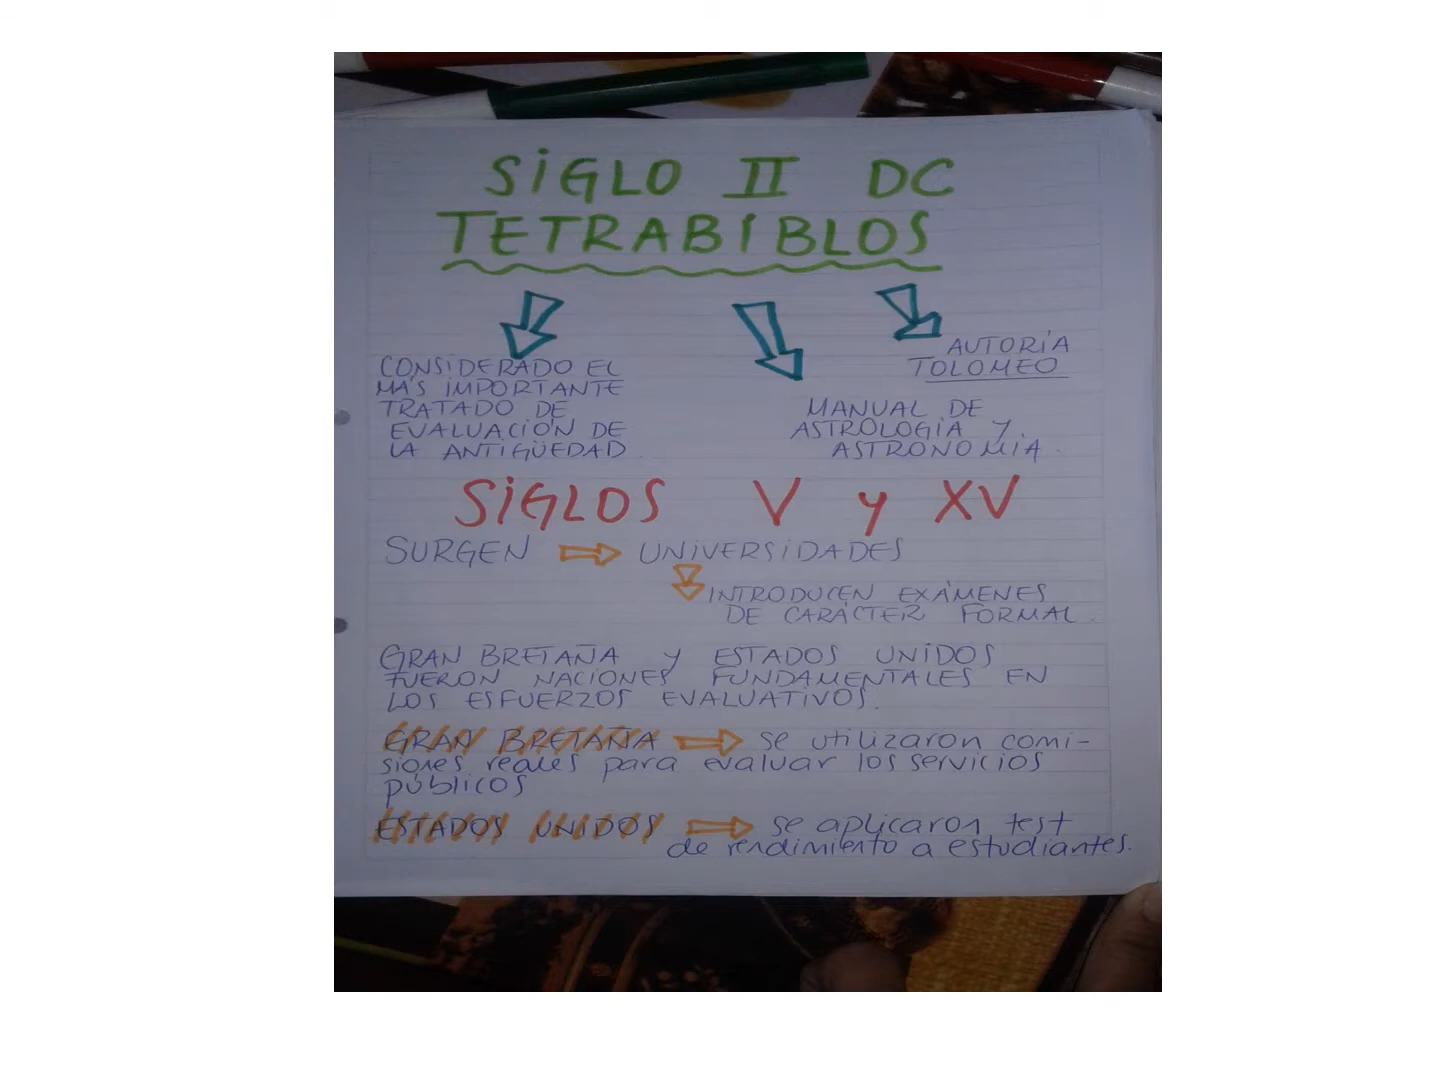 SiGLO II DC
TETRABIBLOS
CONSIDERADO EL
MÁS IMPORTANTE
TRATADO DE
EVALUACIÓN DE
LA ANTIGÜEDAD
AUTORÍA
TOLOMEO
MANUAL DE
ASTROLOGÍA Y
ASTRONOMÍA.
SiGLOS V y XV
SURGEN ⇨ UNIVERSIDADES
INTRODUCEN EXÁMENES
DE CARÁCTER FORMAL.
GRAN BRETAÑA Y ESTADOS UNIDOS
FUERON NACIONES FUNDAMENTALES EN
LOS ESFUERZOS EVALUATIVOS.
GRAN BRETAÑA ⇨ se utilizaron comi-
siones reales para evaluar los servicios
públicos
ESTADOS UNIDOS ⇨ se aplicaron test
de rendimiento a estudiantes.